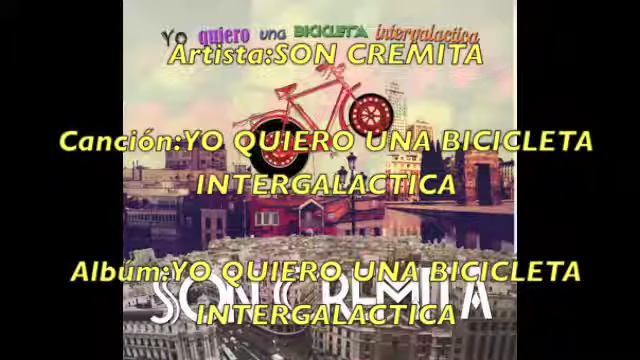 Yo quiero una BICICLETA intergalactica
Artista:SON CREMITA
Canción:YO QUIERO UNA BICICLETA
INTERGALACTICA
Albúm:YO QUIERO UNA BICICLETA
SON CREMITA
INTERGALACTICA